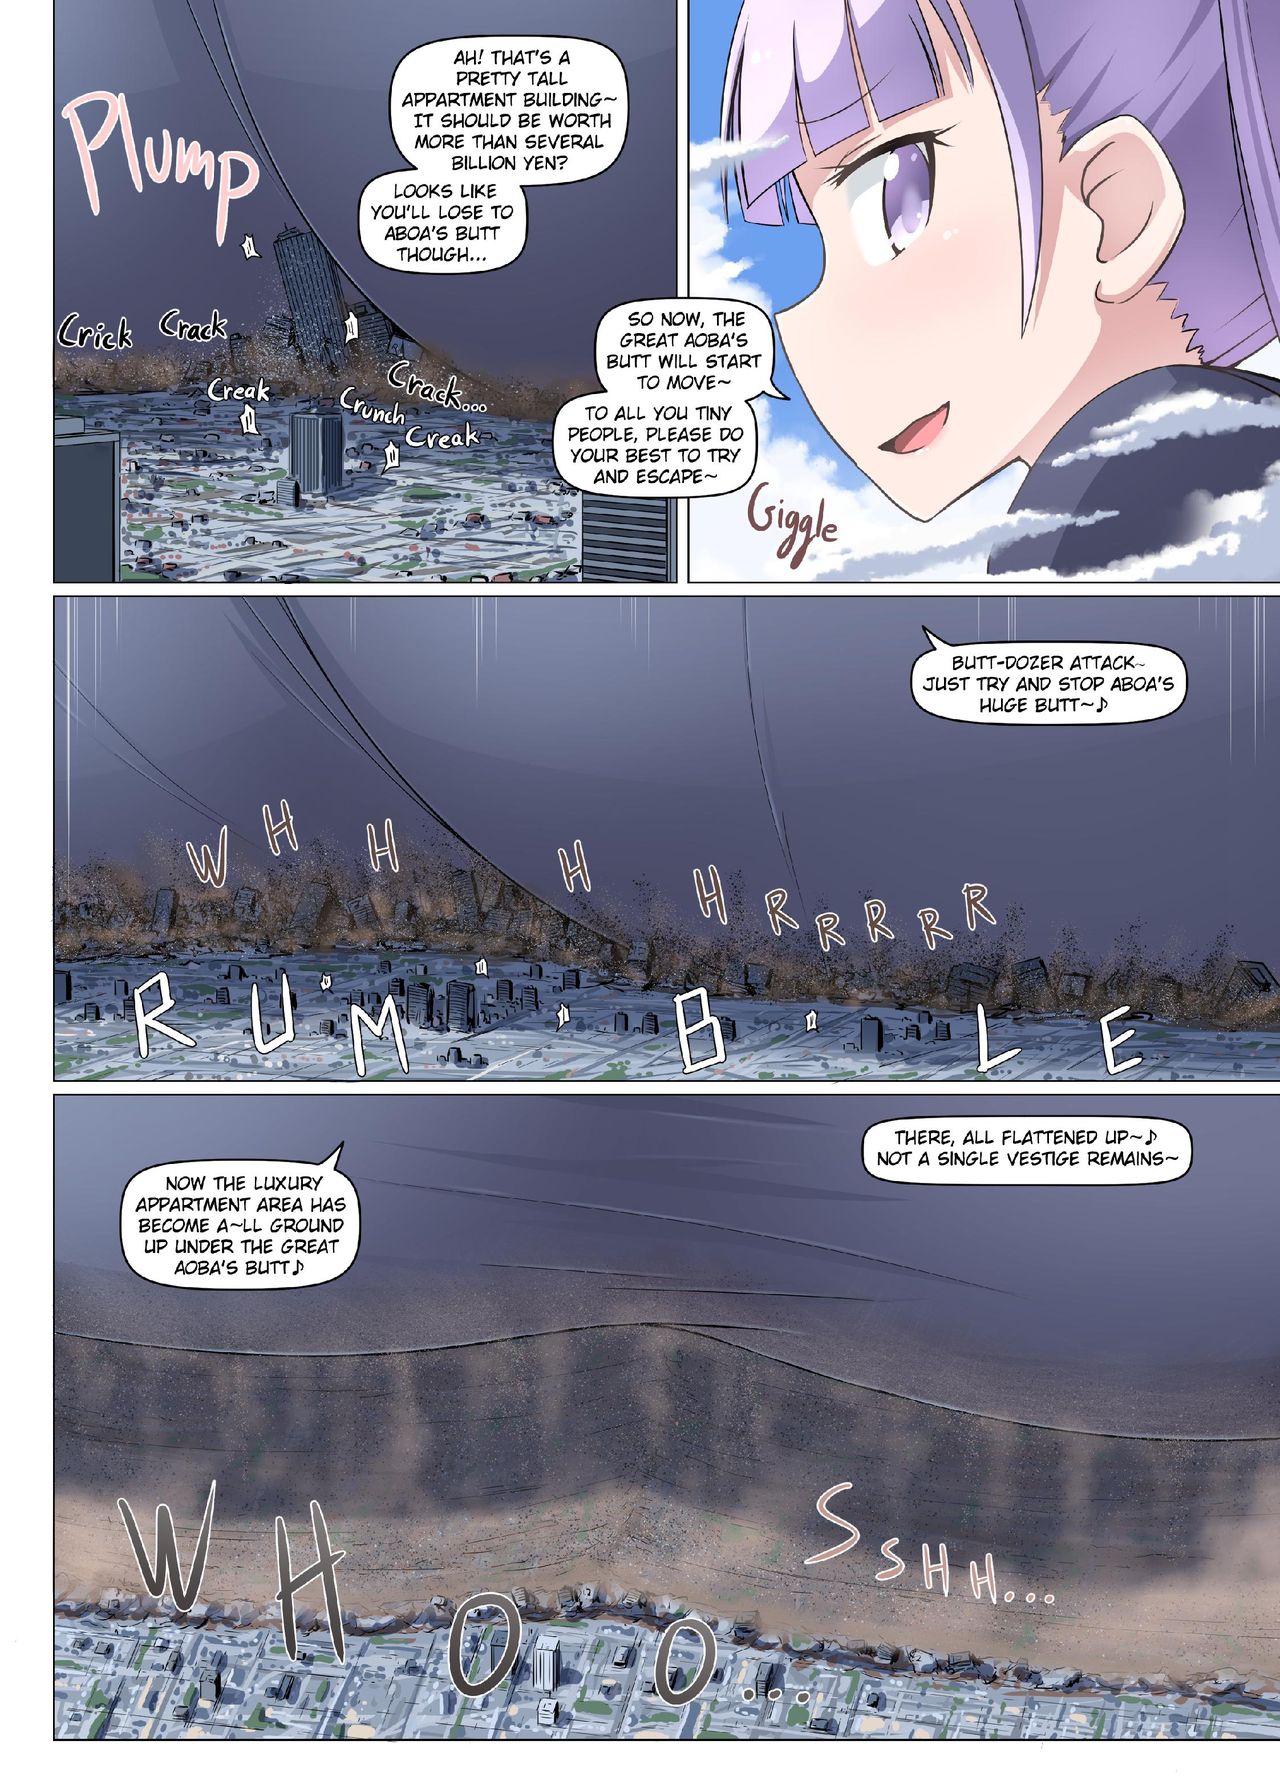 AH! THAT'S A
PRETTY TALL
APPARTMENT BUILDING~
IT SHOULD BE WORTH
MORE THAN SEVERAL
BILLION YEN?
LOOKS LIKE
YOU'LL LOSE TO
ABOA'S BUTT
THOUGH...
Plump
Crick
Crack
Creak
Crunch
Crack...
Creak
SO NOW, THE
GREAT AOBA'S
BUTT WILL START
TO MOVE~
TO ALL YOU TINY
PEOPLE, PLEASE DO
YOUR BEST TO TRY
AND ESCAPE~
Giggle
BUTT-DOZER ATTACK~
JUST TRY AND STOP ABOA'S
HUGE BUTT~♪
WHHHHRRRRR
RUMBLE
THERE, ALL FLATTENED UP~♪
NOT A SINGLE VESTIGE REMAINS~
NOW THE LUXURY
APPARTMENT AREA HAS
BECOME A~LL GROUND
UP UNDER THE GREAT
AOBA'S BUTT♪
WHOO...
SSHH...